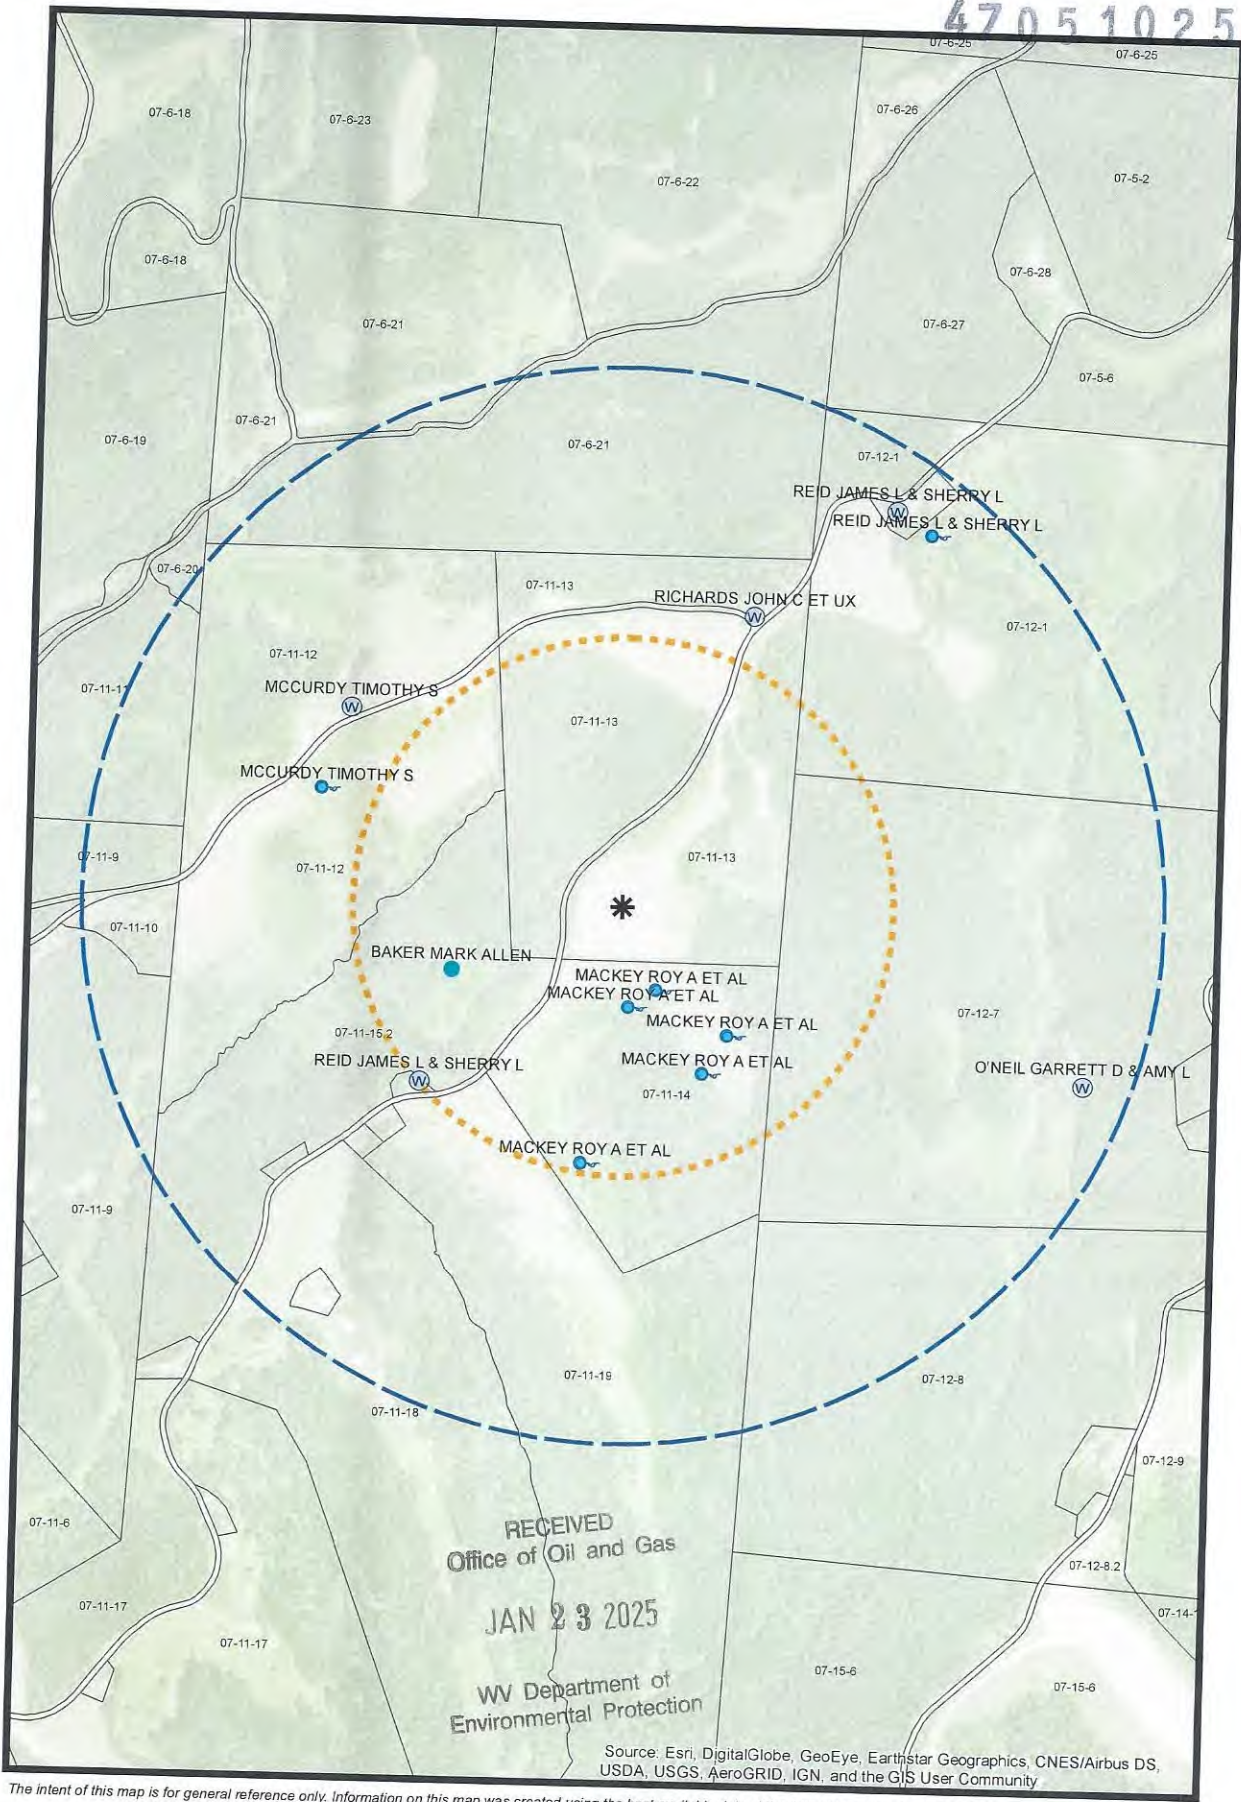 47051025
07-6-25
07-6-25
07-6-18
07-6-23
07-6-26
07-6-22
07-5-2
07-6-18
07-6-28
07-6-21
07-6-27
07-5-6
07-6-21
07-6-19
07-6-21
07-12-1
REID JAMES L & SHERRY L
W
REID JAMES L & SHERRY L
07-6-20
07-11-13
RICHARDS JOHN C ET UX
W
07-12-1
07-11-12
07-11-11
MCCURDY TIMOTHY S
W
07-11-13
MCCURDY TIMOTHY S
07-11-9
07-11-12
07-11-13
07-11-10
BAKER MARK ALLEN
MACKEY ROY A ET AL
MACKEY ROY A ET AL
07-12-7
MACKEY ROY A ET AL
07-11-15.2
REID JAMES L & SHERRY L
W
MACKEY ROY A ET AL
O'NEIL GARRETT D & AMY L
W
07-11-14
MACKEY ROY A ET AL
07-11-9
07-11-19
07-12-8
07-11-18
07-12-9
07-11-6
RECEIVED
Office of Oil and Gas
07-12-8.2
JAN 23 2025
07-11-17
07-14-
07-11-17
07-15-6
07-15-6
WV Department of
Environmental Protection
Source: Esri, DigitalGlobe, GeoEye, Earthstar Geographics, CNES/Airbus DS,
USDA, USGS, AeroGRID, IGN, and the GIS User Community
The intent of this map is for general reference only. Information on this map was created using the best